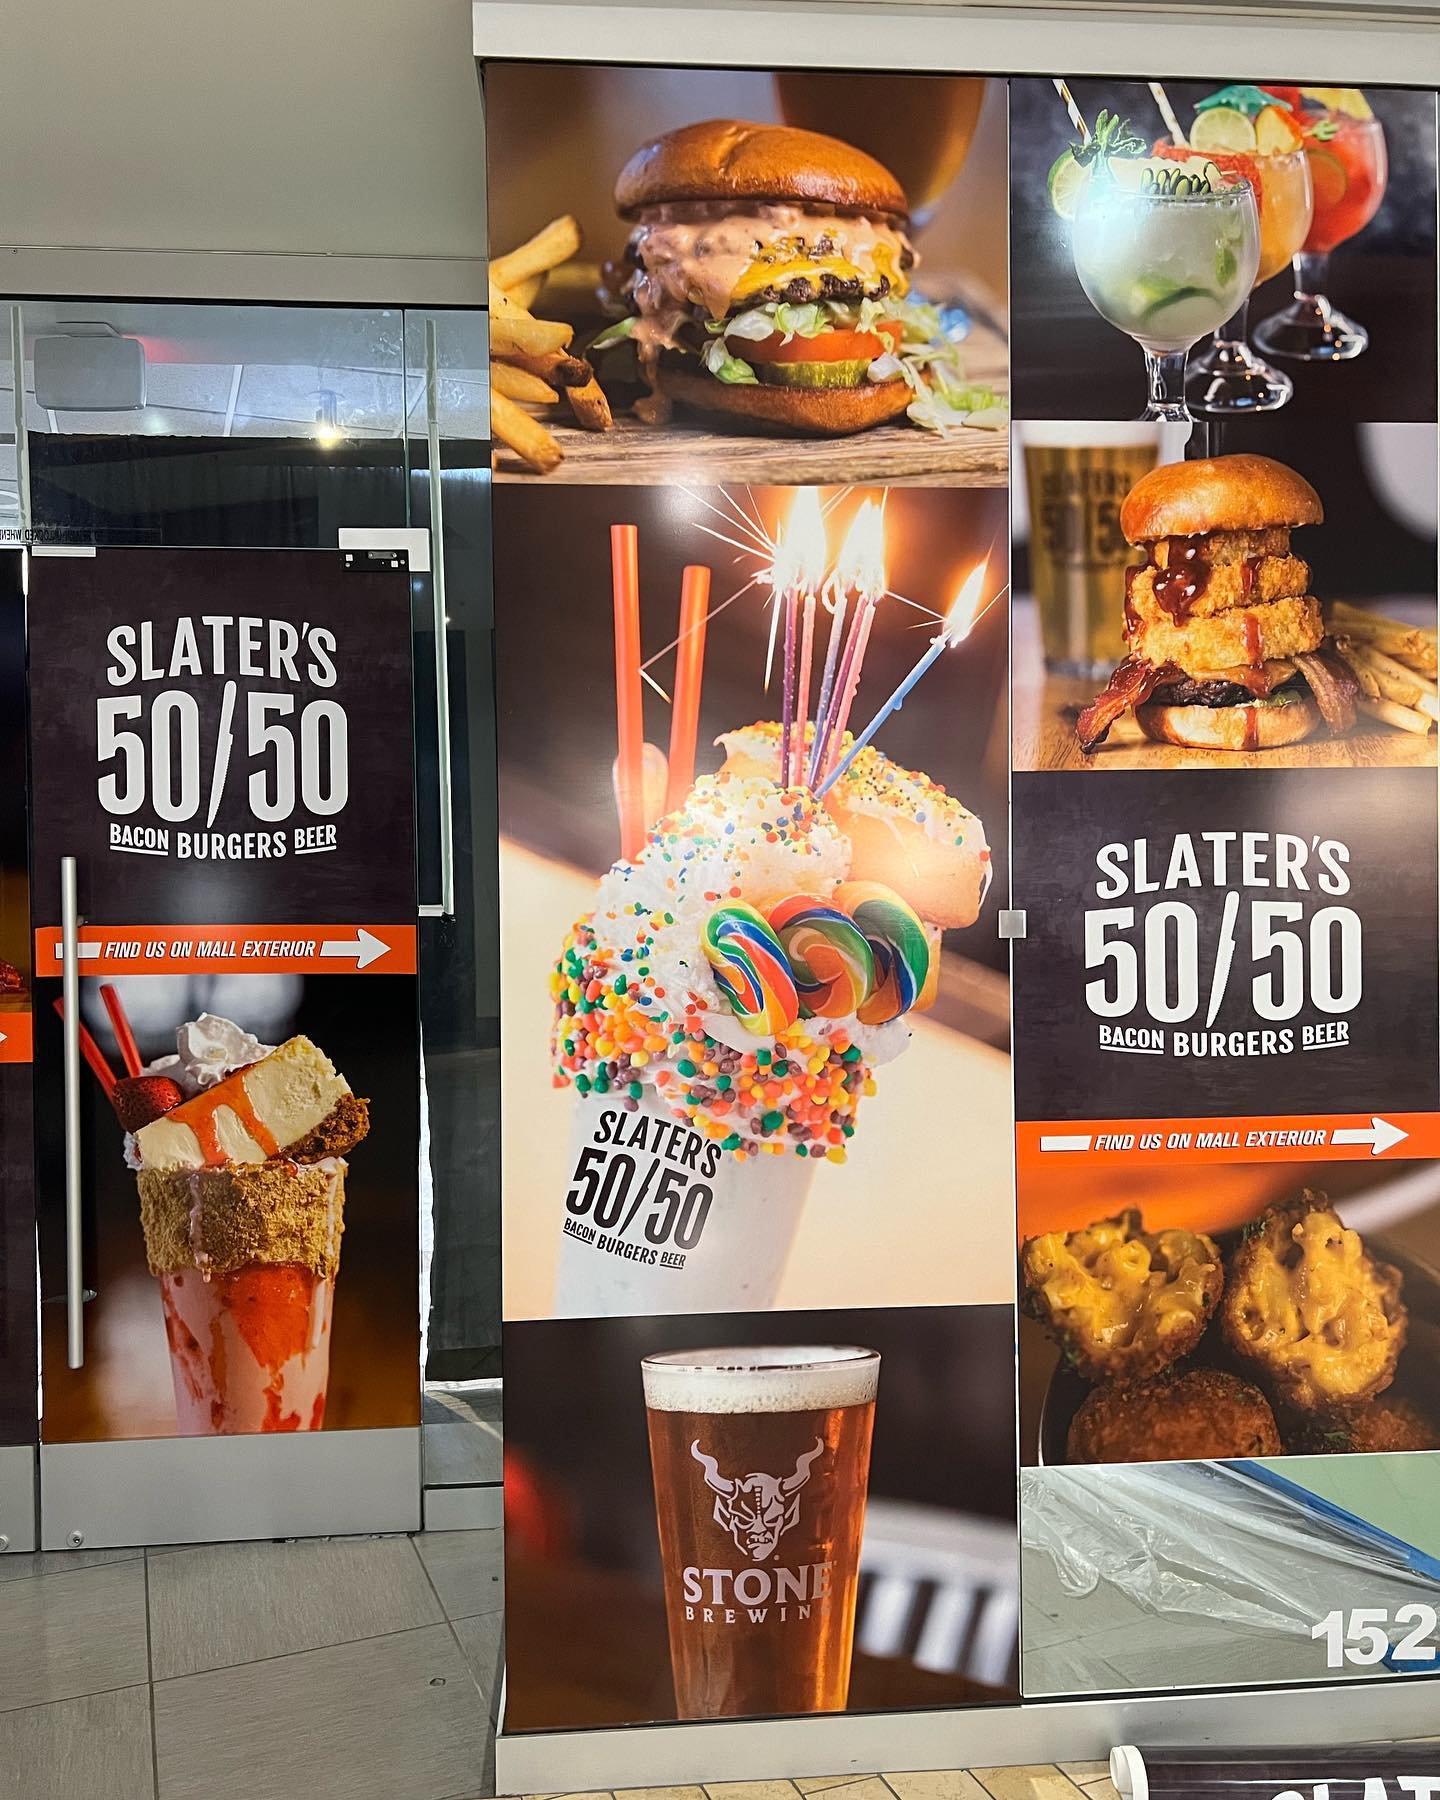 SLATER'S
50/50
BACON BURGERS BEER
FIND US ON MALL EXTERIOR
SLATER'S
50/50
BACON BURGERS BEER
STONE
BREWING
SLATER'S
50/50
BACON BURGERS BEER
FIND US ON MALL EXTERIOR
152